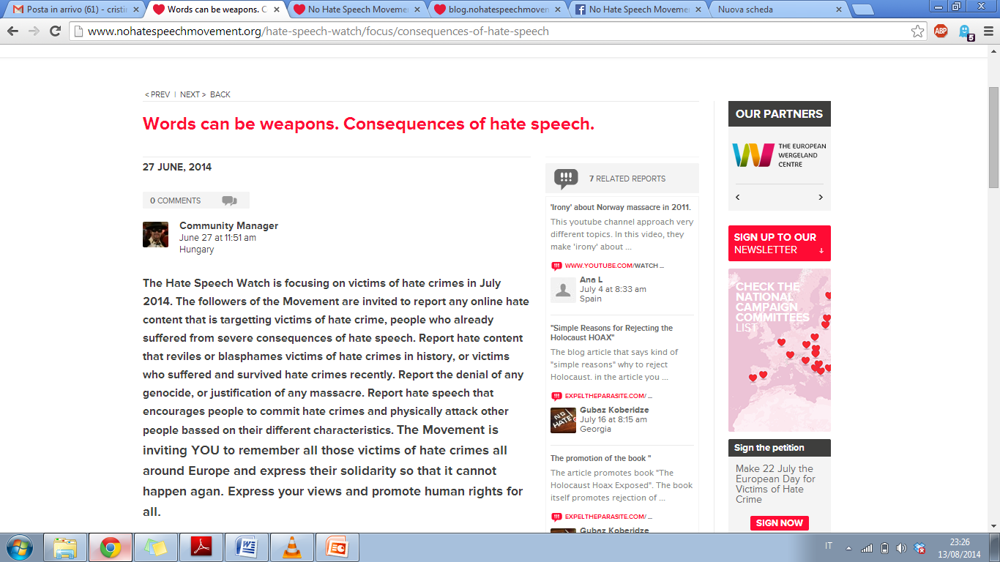 Posta in arrivo (61) - cristi
Words can be weapons. C
No Hate Speech Moveme
blog.nohatespeechmovem
No Hate Speech Moveme
Nuova scheda
www.nohatespeechmovement.org/hate-speech-watch/focus/consequences-of-hate-speech
ABP
5
< PREV | NEXT > BACK
Words can be weapons. Consequences of hate speech.
27 JUNE, 2014
0 COMMENTS
Community Manager
June 27 at 11:51 am
Hungary
The Hate Speech Watch is focusing on victims of hate crimes in July
2014. The followers of the Movement are invited to report any online hate
content that is targetting victims of hate crime, people who already
suffered from severe consequences of hate speech. Report hate content
that reviles or blasphames victims of hate crimes in history, or victims
who suffered and survived hate crimes recently. Report the denial of any
genocide, or justification of any massacre. Report hate speech that
encourages people to commit hate crimes and physically attack other
people bassed on their different characteristics. The Movement is
inviting YOU to remember all those victims of hate crimes all
around Europe and express their solidarity so that it cannot
happen agan. Express your views and promote human rights for
all.
7 RELATED REPORTS
'Irony' about Norway massacre in 2011.
This youtube channel approach very
different topics. In this video, they
make 'irony' about ...
WWW.YOUTUBE.COM/WATCH ...
Ana L
July 4 at 8:33 am
Spain
"Simple Reasons for Rejecting the
Holocaust HOAX"
The blog article that says kind of
"simple reasons" why to reject
Holocaust. in the article you ...
EXPELTHEPARASITE.COM/ ...
NO
HATE
Gubaz Koberidze
July 16 at 8:15 am
Georgia
The promotion of the book "
The article promotes book "The
Holocaust Hoax Exposed". The book
itself promotes rejection of ...
EXPELTHEPARASITE.COM/ ...
Gubaz Koberidze
OUR PARTNERS
THE EUROPEAN
WERGELAND
CENTRE
< >
SIGN UP TO OUR
NEWSLETTER ↓
CHECK THE
NATIONAL
CAMPAIGN
COMMITTEES
LIST
Sign the petition
Make 22 July the
European Day for
Victims of Hate
Crime
SIGN NOW
IT
23:26
13/08/2014